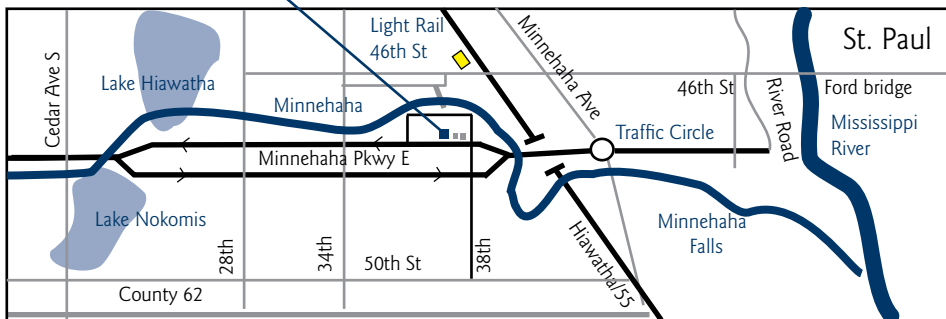 Light Rail
46th St
Minnehaha Ave
St. Paul
Cedar Ave S
Lake Hiawatha
Minnehaha
46th St
River Road
Ford bridge
Traffic Circle
Mississippi
River
Minnehaha Pkwy E
Lake Nokomis
28th
34th
50th St
38th
Hiawatha/55
Minnehaha
Falls
County 62